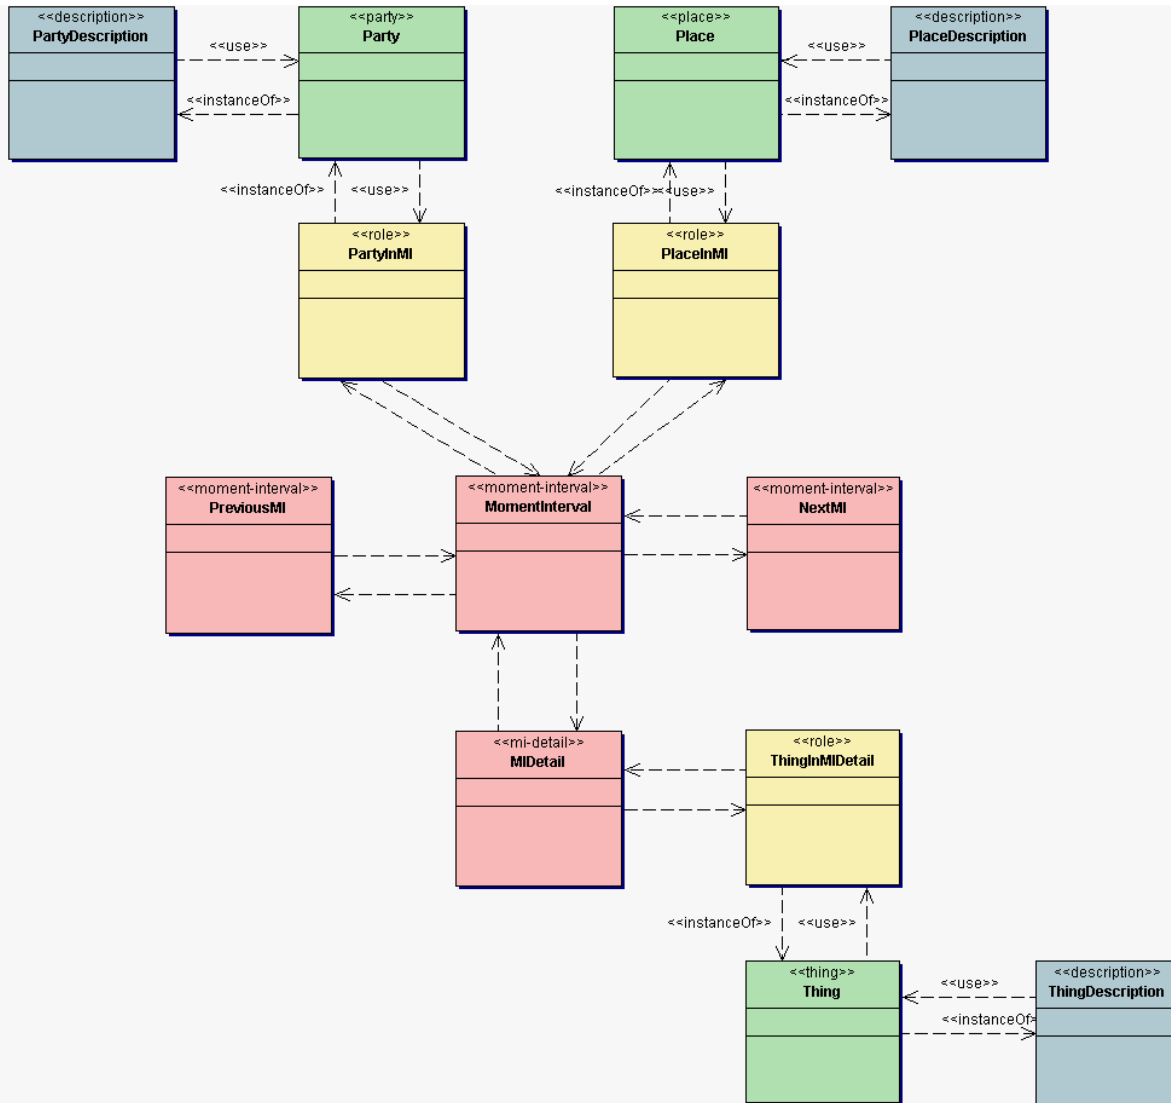 <<description>>
PartyDescription
<<use>>
<<party>>
Party
<<instanceOf>>
<<place>>
Place
<<use>>
<<description>>
PlaceDescription
<<instanceOf>>
<<instanceOf>>
<<use>>
<<instanceOf>>
<<use>>
<<role>>
PartyInMI
<<role>>
PlaceInMI
<<moment-interval>>
PreviousMI
<<moment-interval>>
MomentInterval
<<moment-interval>>
NextMI
<<mi-detail>>
MIDetail
<<role>>
ThingInMIDetail
<<instanceOf>>
<<use>>
<<thing>>
Thing
<<use>>
<<instanceOf>
<<description>>
ThingDescription